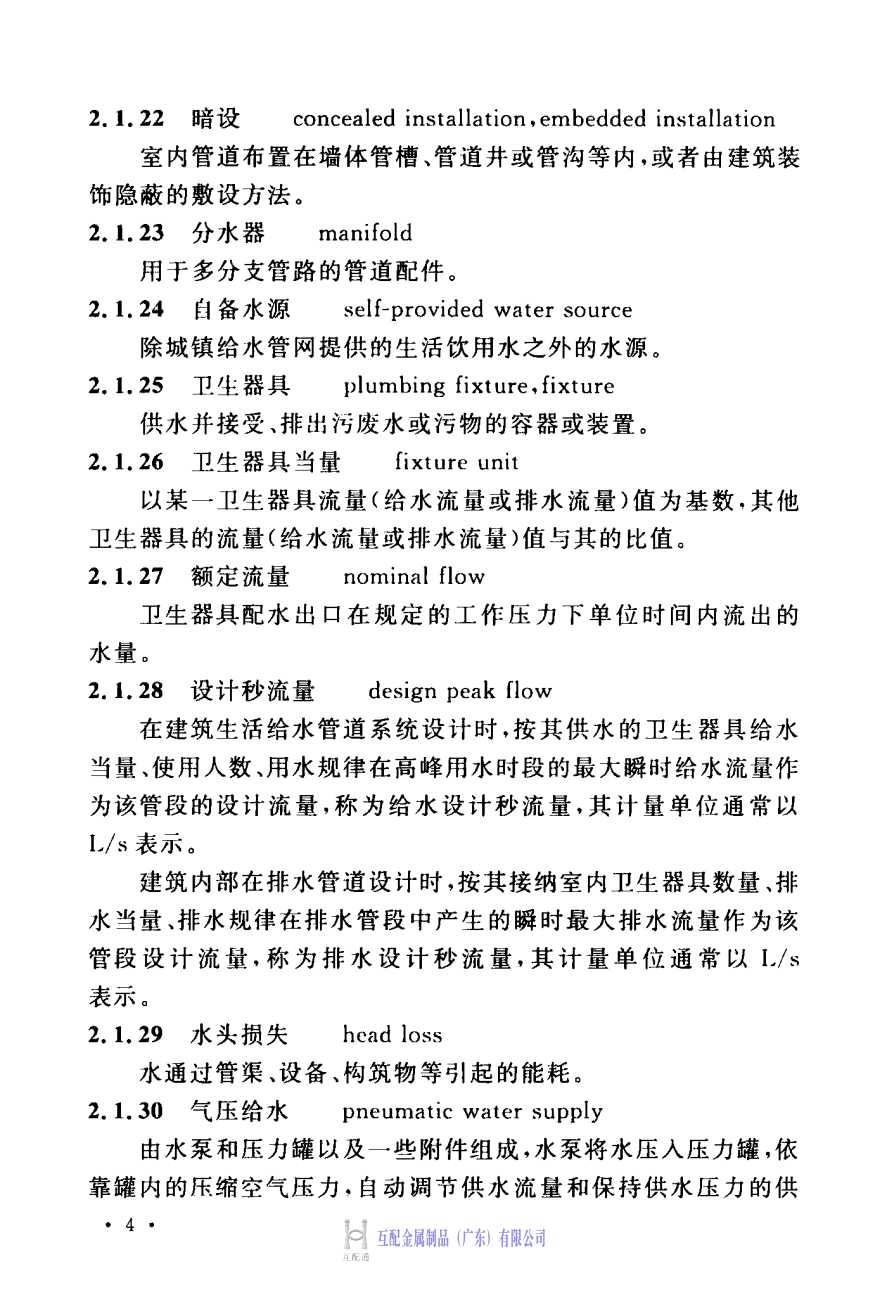 2.1.22 暗设 concealed installation,embedded installation
室内管道布置在墙体管槽、管道井或管沟等内,或者由建筑装
饰隐蔽的敷设方法。
2.1.23 分水器 manifold
用于多分支管路的管道配件。
2.1.24 自备水源 self-provided water source
除城镇给水管网提供的生活饮用水之外的水源。
2.1.25 卫生器具 plumbing fixture,fixture
供水并接受、排出污废水或污物的容器或装置。
2.1.26 卫生器具当量 fixture unit
以某一卫生器具流量(给水流量或排水流量)值为基数,其他
卫生器具的流量(给水流量或排水流量)值与其的比值。
2.1.27 额定流量 nominal flow
卫生器具配水出口在规定的工作压力下单位时间内流出的
水量。
2.1.28 设计秒流量 design peak flow
在建筑生活给水管道系统设计时,按其供水的卫生器具给水
当量、使用人数、用水规律在高峰用水时段的最大瞬时给水流量作
为该管段的设计流量,称为给水设计秒流量,其计量单位通常以
L/s 表示。
建筑内部在排水管道设计时,按其接纳室内卫生器具数量、排
水当量、排水规律在排水管段中产生的瞬时最大排水流量作为该
管段设计流量,称为排水设计秒流量,其计量单位通常以 L/s
表示。
2.1.29 水头损失 head loss
水通过管渠、设备、构筑物等引起的能耗。
2.1.30 气压给水 pneumatic water supply
由水泵和压力罐以及一些附件组成,水泵将水压入压力罐,依
靠罐内的压缩空气压力,自动调节供水流量和保持供水压力的供
• 4 •
互配金属制品(广东)有限公司
互配通